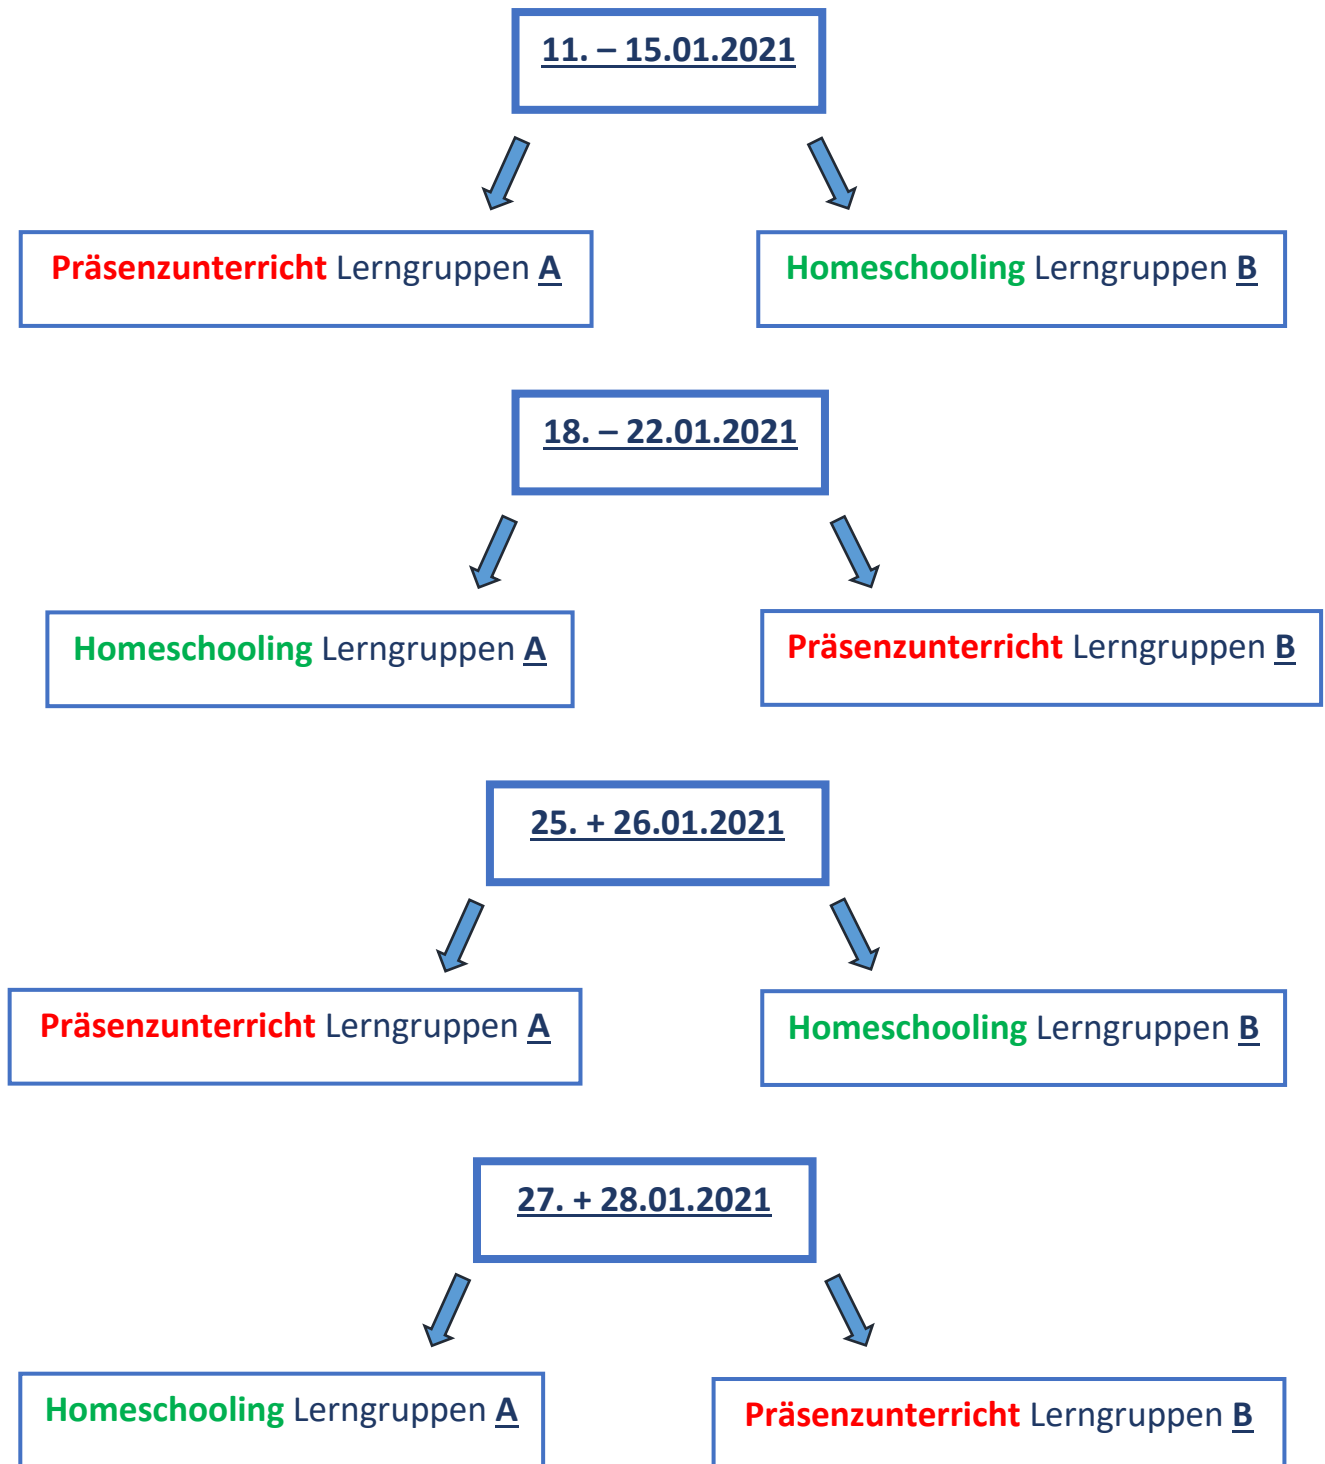 11. – 15.01.2021
Präsenzunterricht Lerngruppen A
Homeschooling Lerngruppen B
18. – 22.01.2021
Homeschooling Lerngruppen A
Präsenzunterricht Lerngruppen B
25. + 26.01.2021
Präsenzunterricht Lerngruppen A
Homeschooling Lerngruppen B
27. + 28.01.2021
Homeschooling Lerngruppen A
Präsenzunterricht Lerngruppen B